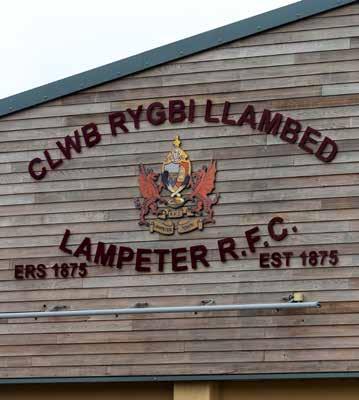 CLWB RYGBI LLAMBED
LAMPETER R.F.C.
ERS 1875 EST 1875